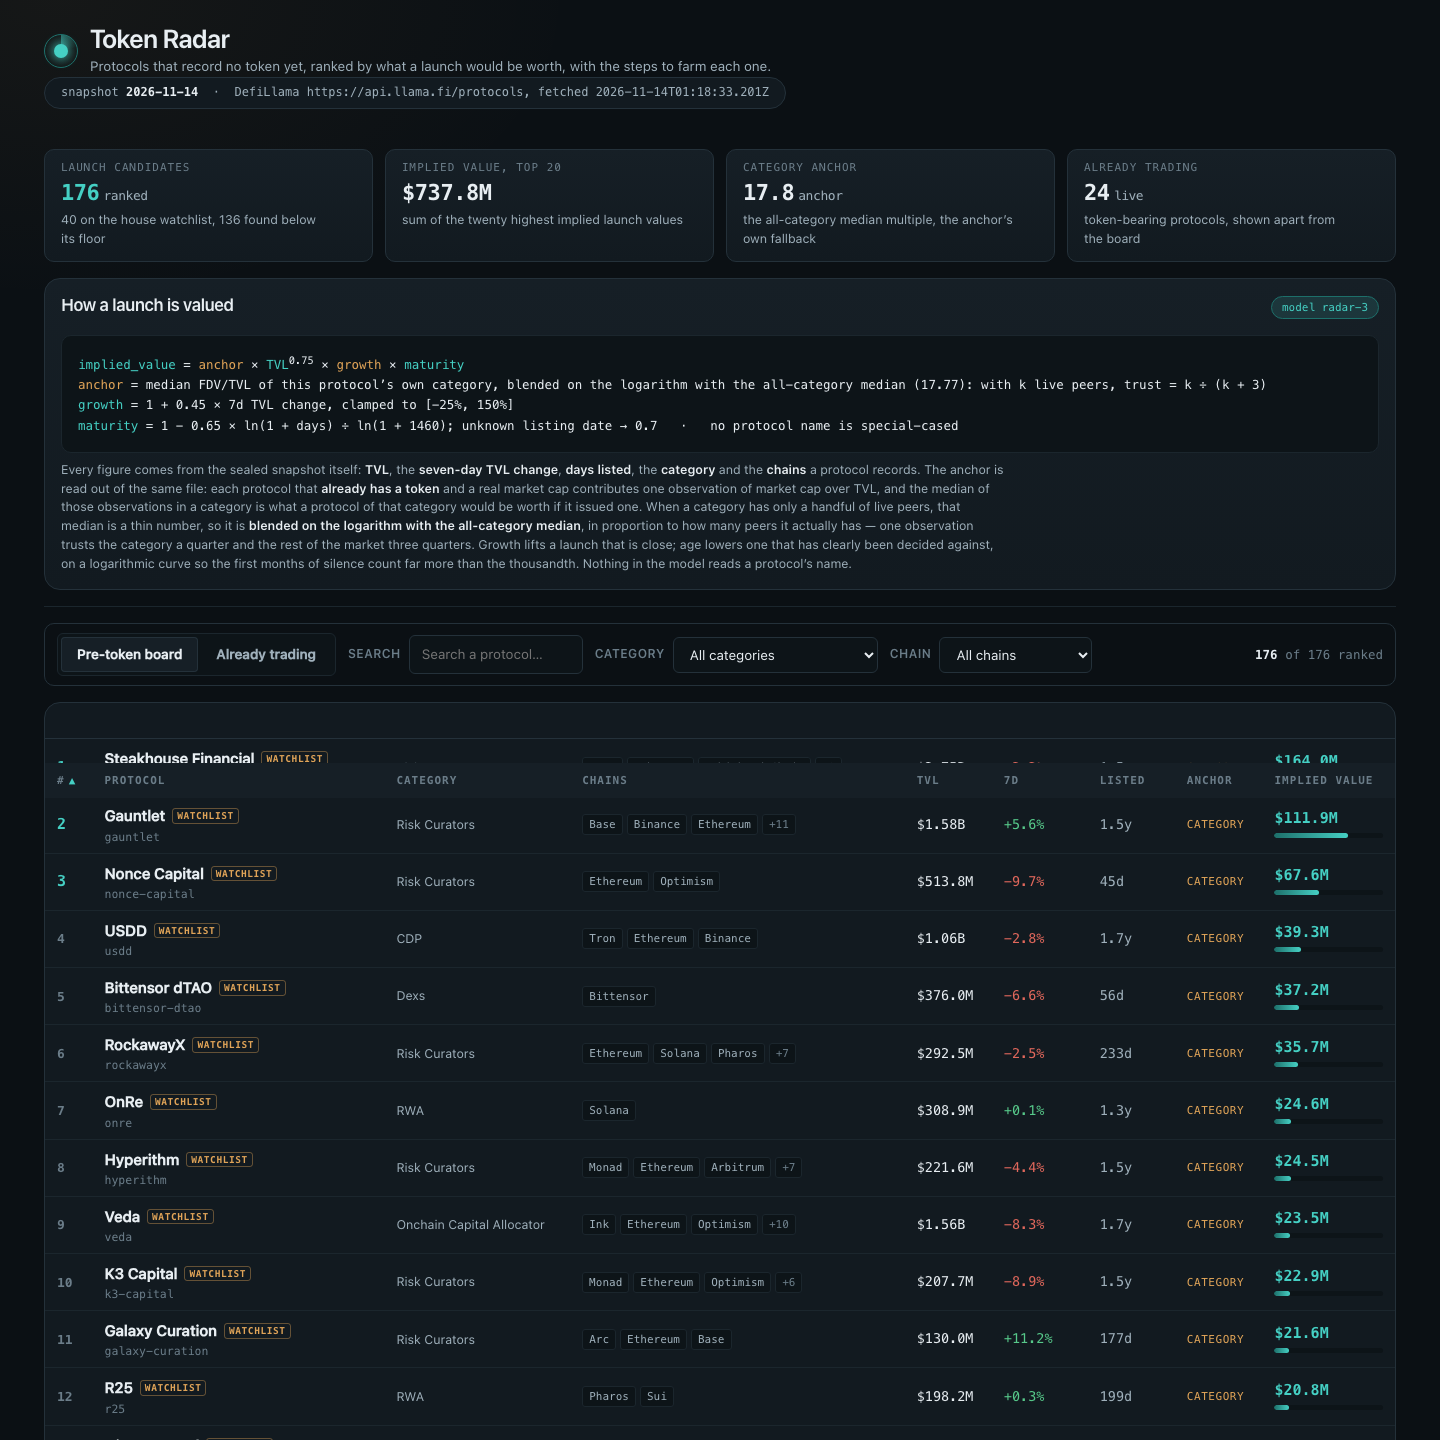 Token Radar
Protocols that record no token yet, ranked by what a launch would be worth, with the steps to farm each one.
snapshot 2026-11-14 · DefiLlama https://api.llama.fi/protocols, fetched 2026-11-14T01:18:33.201Z
LAUNCH CANDIDATES
176 ranked
40 on the house watchlist, 136 found below
its floor
IMPLIED VALUE, TOP 20
$737.8M
sum of the twenty highest implied launch values
CATEGORY ANCHOR
17.8 anchor
the all-category median multiple, the anchor's
own fallback
ALREADY TRADING
24 live
token-bearing protocols, shown apart from
the board
How a launch is valued
model radar-3
implied_value = anchor × TVL^0.75 × growth × maturity
anchor = median FDV/TVL of this protocol's own category, blended on the logarithm with the all-category median (17.77): with k live peers, trust = k ÷ (k + 3)
growth = 1 + 0.45 × 7d TVL change, clamped to [−25%, 150%]
maturity = 1 − 0.65 × ln(1 + days) ÷ ln(1 + 1460); unknown listing date → 0.7 · no protocol name is special-cased
Every figure comes from the sealed snapshot itself: TVL, the seven-day TVL change, days listed, the category and the chains a protocol records. The anchor is
read out of the same file: each protocol that already has a token and a real market cap contributes one observation of market cap over TVL, and the median of
those observations in a category is what a protocol of that category would be worth if it issued one. When a category has only a handful of live peers, that
median is a thin number, so it is blended on the logarithm with the all-category median, in proportion to how many peers it actually has — one observation
trusts the category a quarter and the rest of the market three quarters. Growth lifts a launch that is close; age lowers one that has clearly been decided against,
on a logarithmic curve so the first months of silence count far more than the thousandth. Nothing in the model reads a protocol's name.
Pre-token board Already trading SEARCH Search a protocol... CATEGORY All categories CHAIN All chains 176 of 176 ranked
Steakhouse Financial WATCHLIST $164.0M
# ▲ PROTOCOL CATEGORY CHAINS TVL 7D LISTED ANCHOR IMPLIED VALUE
2 Gauntlet WATCHLIST Risk Curators Base Binance Ethereum +11 $1.58B +5.6% 1.5y CATEGORY $111.9M
gauntlet
3 Nonce Capital WATCHLIST Risk Curators Ethereum Optimism $513.8M −9.7% 45d CATEGORY $67.6M
nonce-capital
4 USDD WATCHLIST CDP Tron Ethereum Binance $1.06B −2.8% 1.7y CATEGORY $39.3M
usdd
5 Bittensor dTAO WATCHLIST Dexs Bittensor $376.0M −6.6% 56d CATEGORY $37.2M
bittensor-dtao
6 RockawayX WATCHLIST Risk Curators Ethereum Solana Pharos +7 $292.5M −2.5% 233d CATEGORY $35.7M
rockawayx
7 OnRe WATCHLIST RWA Solana $308.9M +0.1% 1.3y CATEGORY $24.6M
onre
8 Hyperithm WATCHLIST Risk Curators Monad Ethereum Arbitrum +7 $221.6M −4.4% 1.5y CATEGORY $24.5M
hyperithm
9 Veda WATCHLIST Onchain Capital Allocator Ink Ethereum Optimism +10 $1.56B −8.3% 1.7y CATEGORY $23.5M
veda
10 K3 Capital WATCHLIST Risk Curators Monad Ethereum Optimism +6 $207.7M −8.9% 1.5y CATEGORY $22.9M
k3-capital
11 Galaxy Curation WATCHLIST Risk Curators Arc Ethereum Base $130.0M +11.2% 177d CATEGORY $21.6M
galaxy-curation
12 R25 WATCHLIST RWA Pharos Sui $198.2M +0.3% 199d CATEGORY $20.8M
r25